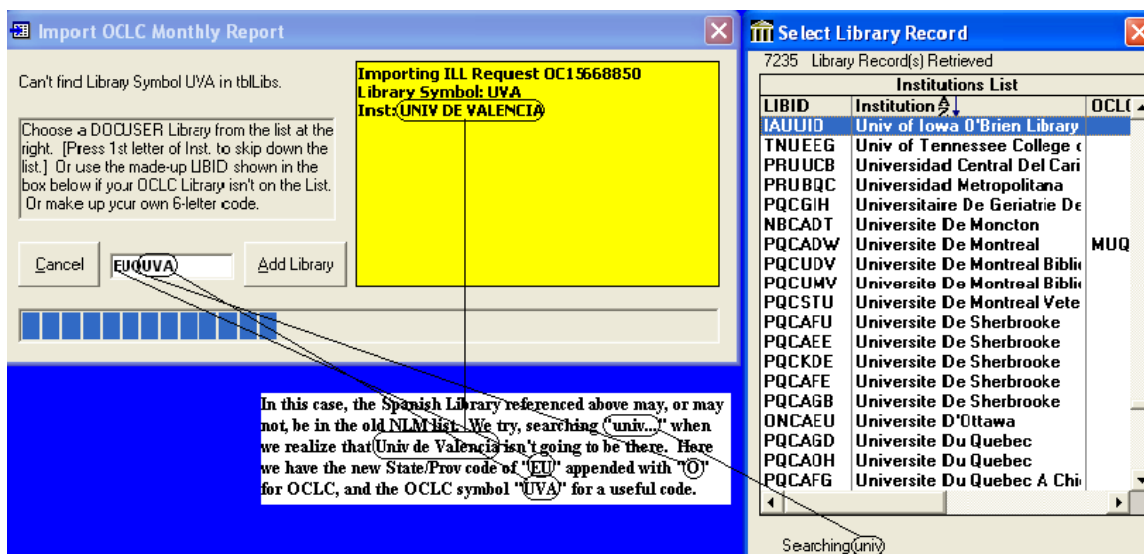 Import OCLC Monthly Report
Can't find Library Symbol UVA in tblLibs.
Choose a DOCUSER Library from the list at the
right. [Press 1st letter of Inst. to skip down the
list.] Or use the made-up LIBID shown in the
box below if your OCLC Library isn't on the List.
Or make up your own 6-letter code.
Cancel
EUOUVA
Add Library
Importing ILL Request OC15668850
Library Symbol: UVA
Inst: UNIV DE VALENCIA
In this case, the Spanish Library referenced above may, or may
not, be in the old NLM list. We try, searching "univ..." when
we realize that Univ de Valencia isn't going to be there. Here
we have the new State/Prov code of "EU" appended with "O"
for OCLC, and the OCLC symbol "UVA" for a useful code.
Select Library Record
7235 Library Record(s) Retrieved
Institutions List
LIBID Institution OCLC
IAUUID Univ of Iowa O'Brien Library
TNUEEG Univ of Tennessee College c
PRUUCB Universidad Central Del Cari
PRUBQC Universidad Metropolitana
PQCGIH Universitaire De Geriatrie De
NBCADT Universite De Moncton
PQCADW Universite De Montreal MUQ
PQCUDV Universite De Montreal Biblio
PQCUMV Universite De Montreal Biblio
PQCSTU Universite De Montreal Vete
PQCAFU Universite De Sherbrooke
PQCAEE Universite De Sherbrooke
PQCKDE Universite De Sherbrooke
PQCAFE Universite De Sherbrooke
PQCAGB Universite De Sherbrooke
ONCAEU Universite D'Ottawa
PQCAGD Universite Du Quebec
PQCAOH Universite Du Quebec
PQCAFG Universite Du Quebec A Chi
Searching univ